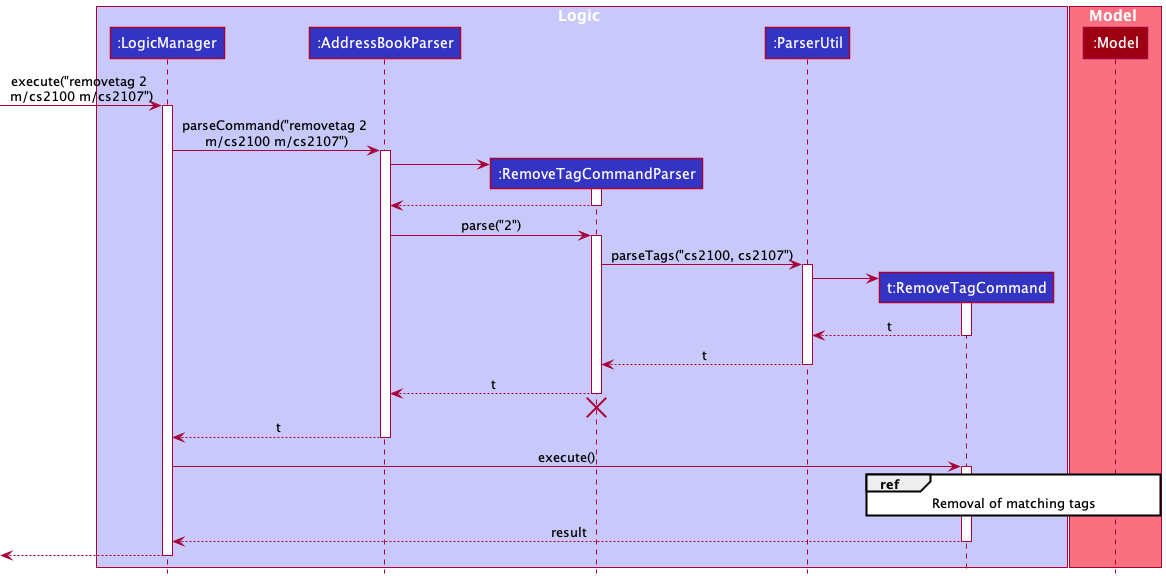 Logic
Model
:LogicManager
:AddressBookParser
:ParserUtil
:Model
execute("removetag 2
m/cs2100 m/cs2107")
parseCommand("removetag 2
m/cs2100 m/cs2107")
:RemoveTagCommandParser
parse("2")
parseTags("cs2100, cs2107")
t:RemoveTagCommand
t
t
t
t
execute()
ref
Removal of matching tags
result